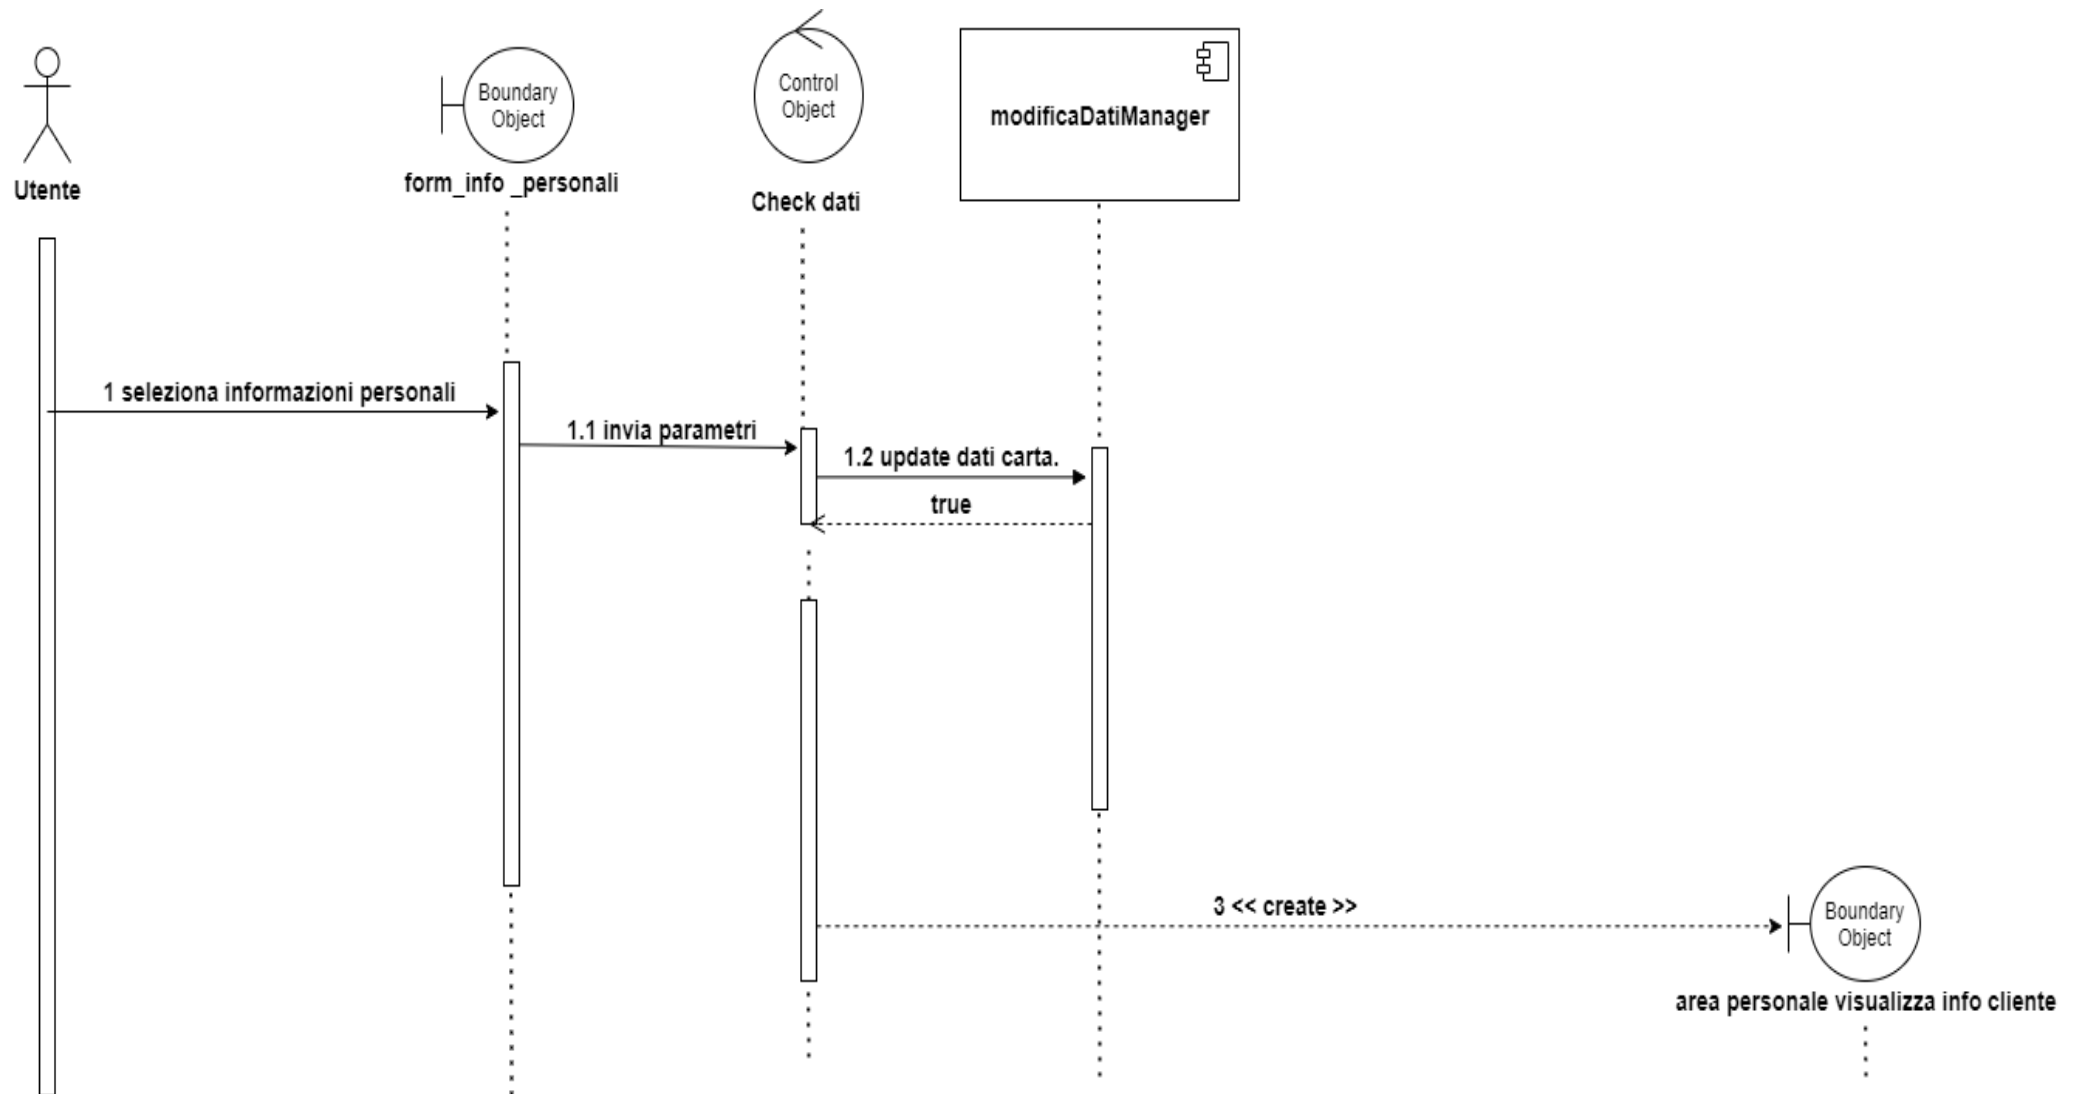 Control
Object
Boundary
Object
modificaDatiManager
form_info _personali
Utente
Check dati
1 seleziona informazioni personali
1.1 invia parametri
1.2 update dati carta.
true
3 << create >>
Boundary
Object
area personale visualizza info cliente